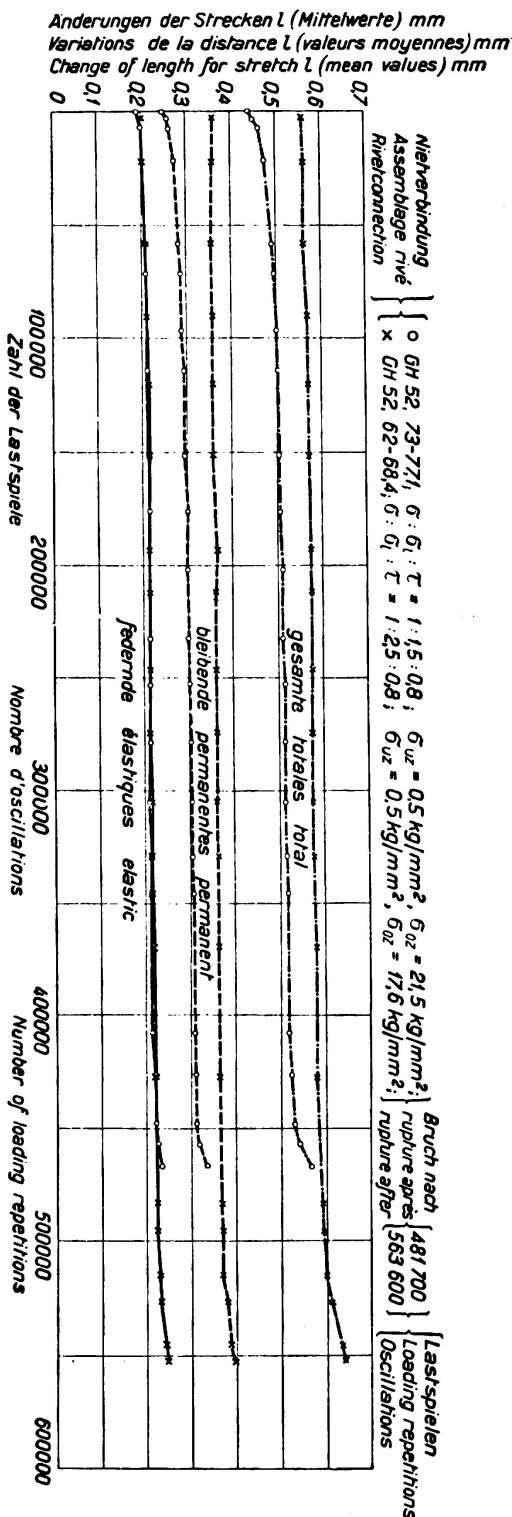 Änderungen der Strecken l (Mittelwerte) mm
Variations de la distance l (valeurs moyennes) mm
Change of length for stretch l (mean values) mm
0 0,1 0,2 0,3 0,4 0,5 0,6 0,7
Nietverbindung
Assemblage rivé
Rivetconnection
o GH 52, 73-77,1, σ : σ₁ : τ = 1 : 1,5 : 0,8 ; σuz = 0,5 kg/mm², σoz = 21,5 kg/mm²;
x GH 52, 62-68,4, σ : σ₁ : τ = 1 : 2,5 : 0,8 ; σuz = 0,5 kg/mm², σoz = 17,6 kg/mm²;
Bruch nach
rupture après
rupture after
481 700
563 600
Lastspielen
Loading repetitions
Oscillations
gesamte totales total
bleibende permanentes permanent
federnde élastiques elastic
100000 200000 300000 400000 500000 600000
Zahl der Lastspiele Nombre d'oscillations Number of loading repetitions